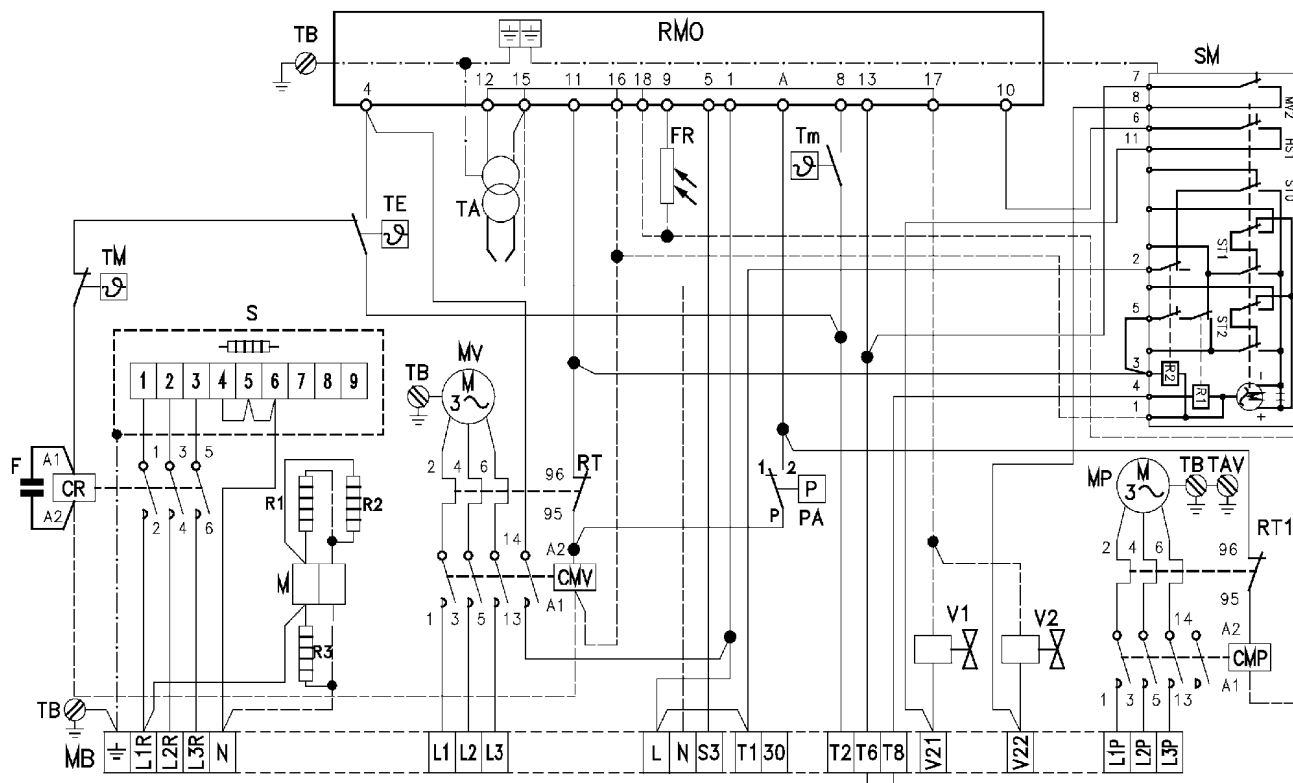 TB
RMO
SM
4 12 15 11 16 18 9 5 1 A 8 13 17 10
7
8
6
11
2
5
3
4
1
MV2
HS1
ST0
ST1
ST2
R2
R1
M
- +
FR
Tm
ϑ
TA
TE
ϑ
TM
ϑ
S
1 2 3 4 5 6 7 8 9
F
A1
CR
A2
1 3 5
2 4 6
R1
R2
M
R3
MV
TB
M
3~
2 4 6
RT
96
95
14
A2
CMV
A1
1 3 5 13
1 2
P
P
PA
V1
V2
MP
M
3~
TB TAV
2 4 6
RT1
96
95
14
A2
CMP
A1
1 3 5 13
TB
MB
L1R L2R L3R N L1 L2 L3 L N S3 T1 30 T2 T6 T8 V21 V22 L1P L2P L3P